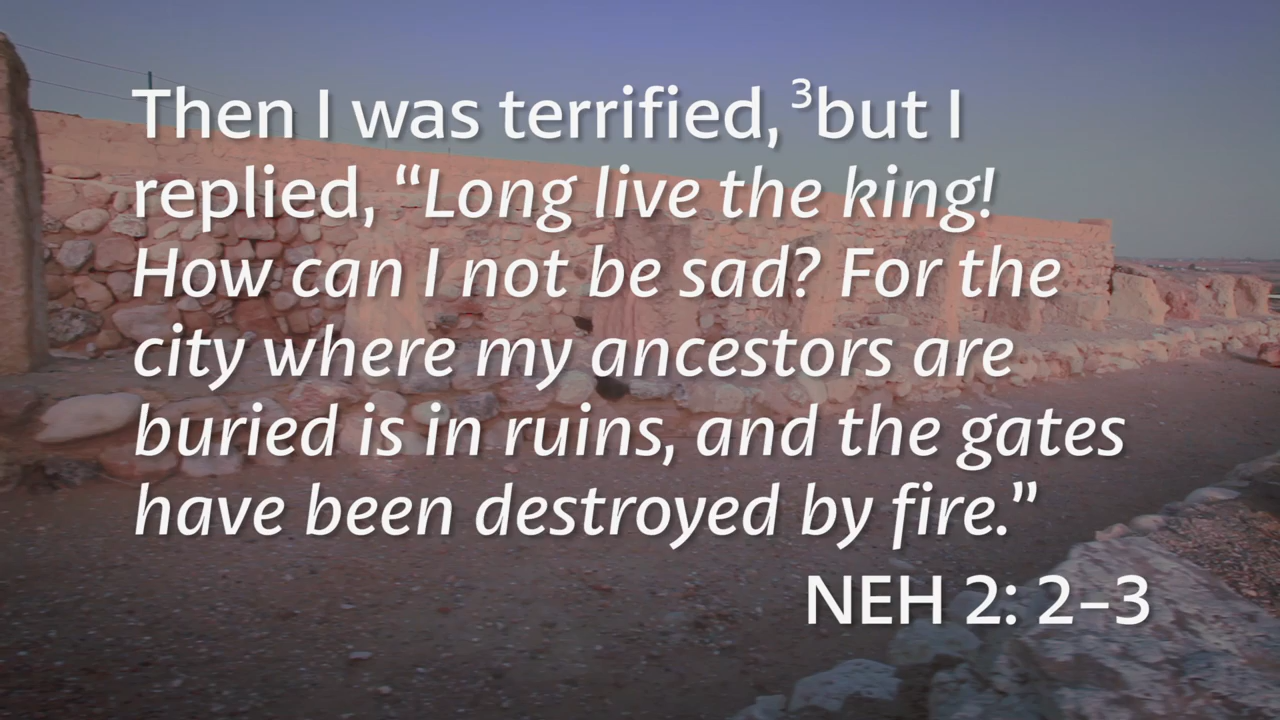 Then I was terrified, ³but I
replied, “Long live the king!
How can I not be sad? For the
city where my ancestors are
buried is in ruins, and the gates
have been destroyed by fire.”
NEH 2: 2–3